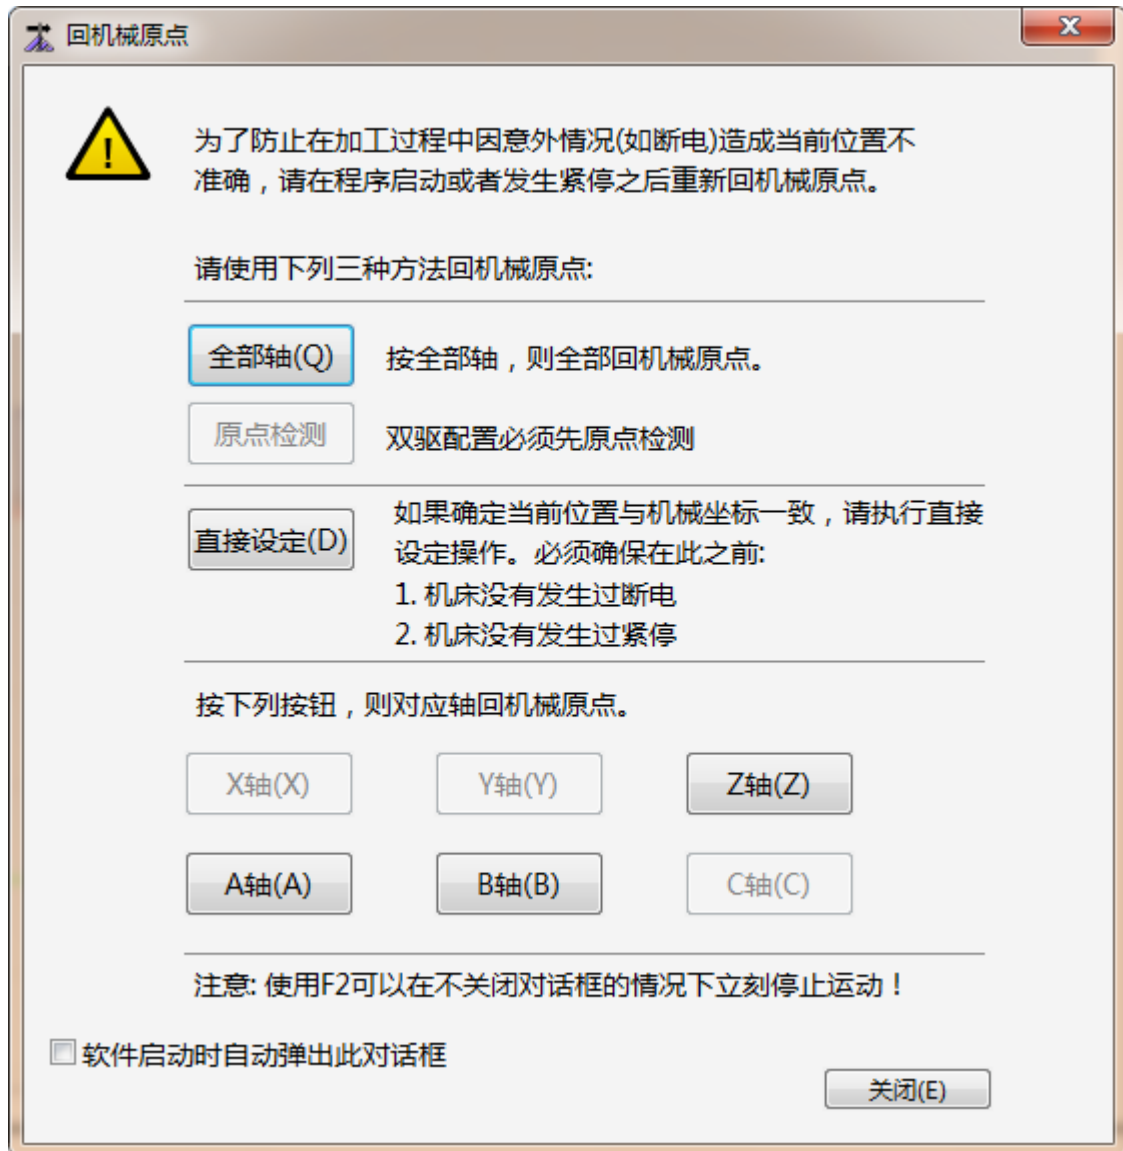 回机械原点
为了防止在加工过程中因意外情况(如断电)造成当前位置不
准确，请在程序启动或者发生紧停之后重新回机械原点。
请使用下列三种方法回机械原点:
全部轴(Q) 按全部轴，则全部回机械原点。
原点检测 双驱配置必须先原点检测
直接设定(D) 如果确定当前位置与机械坐标一致，请执行直接
设定操作。必须确保在此之前:
1. 机床没有发生过断电
2. 机床没有发生过紧停
按下列按钮，则对应轴回机械原点。
X轴(X) Y轴(Y) Z轴(Z)
A轴(A) B轴(B) C轴(C)
注意: 使用F2可以在不关闭对话框的情况下立刻停止运动！
软件启动时自动弹出此对话框
关闭(E)